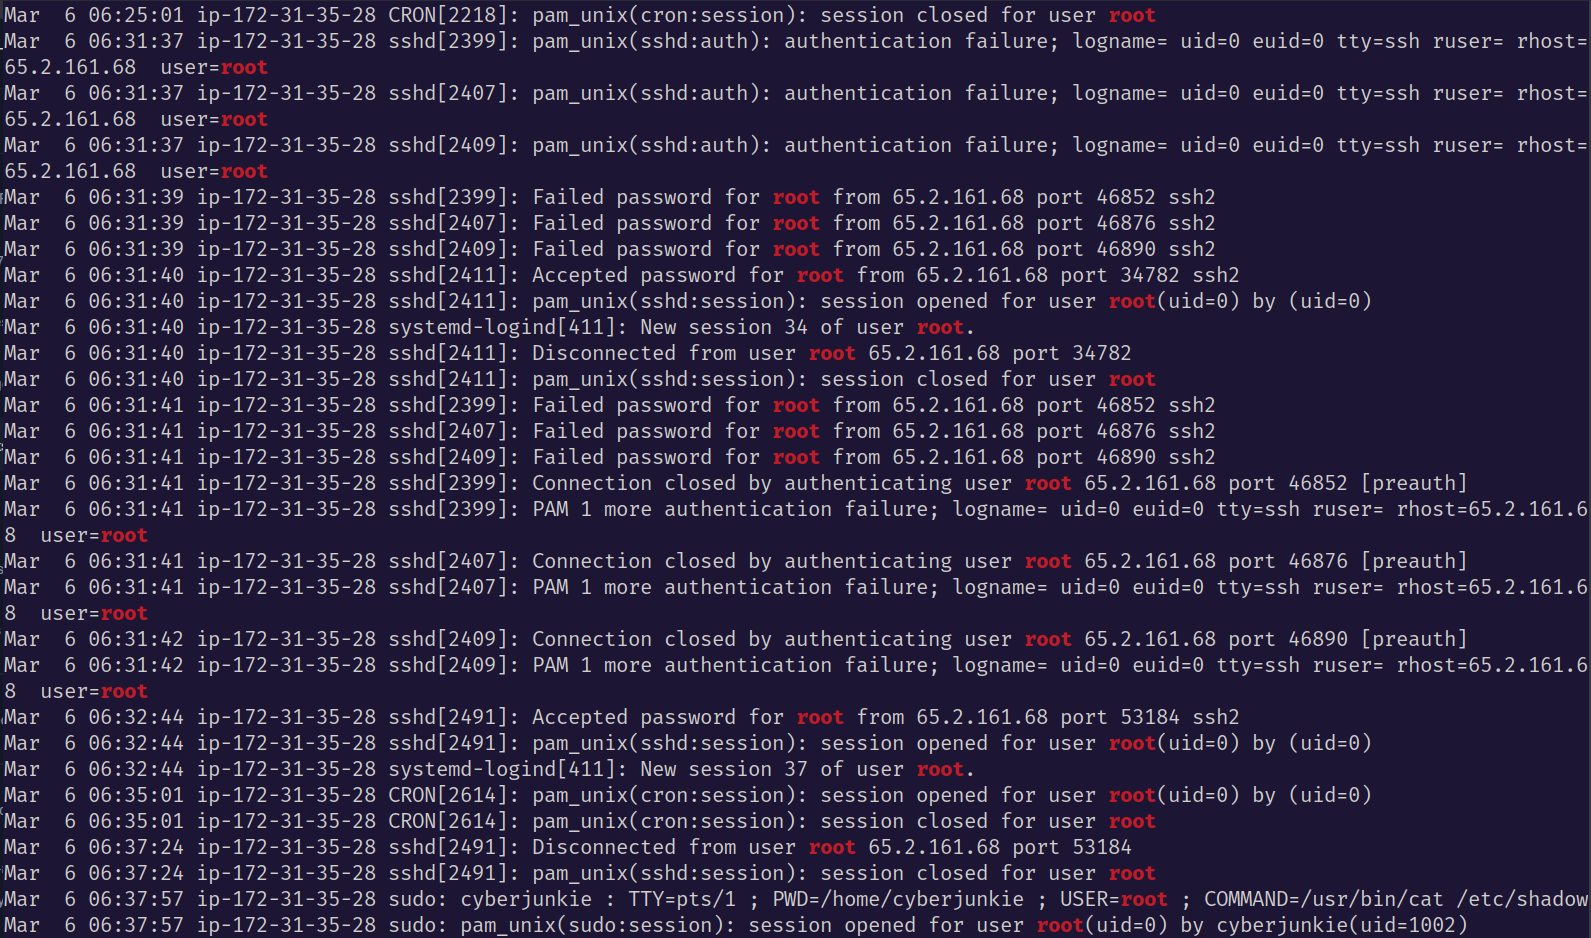 Mar  6 06:25:01 ip-172-31-35-28 CRON[2218]: pam_unix(cron:session): session closed for user root
Mar  6 06:31:37 ip-172-31-35-28 sshd[2399]: pam_unix(sshd:auth): authentication failure; logname= uid=0 euid=0 tty=ssh ruser= rhost=
65.2.161.68  user=root
Mar  6 06:31:37 ip-172-31-35-28 sshd[2407]: pam_unix(sshd:auth): authentication failure; logname= uid=0 euid=0 tty=ssh ruser= rhost=
65.2.161.68  user=root
Mar  6 06:31:37 ip-172-31-35-28 sshd[2409]: pam_unix(sshd:auth): authentication failure; logname= uid=0 euid=0 tty=ssh ruser= rhost=
65.2.161.68  user=root
Mar  6 06:31:39 ip-172-31-35-28 sshd[2399]: Failed password for root from 65.2.161.68 port 46852 ssh2
Mar  6 06:31:39 ip-172-31-35-28 sshd[2407]: Failed password for root from 65.2.161.68 port 46876 ssh2
Mar  6 06:31:39 ip-172-31-35-28 sshd[2409]: Failed password for root from 65.2.161.68 port 46890 ssh2
Mar  6 06:31:40 ip-172-31-35-28 sshd[2411]: Accepted password for root from 65.2.161.68 port 34782 ssh2
Mar  6 06:31:40 ip-172-31-35-28 sshd[2411]: pam_unix(sshd:session): session opened for user root(uid=0) by (uid=0)
Mar  6 06:31:40 ip-172-31-35-28 systemd-logind[411]: New session 34 of user root.
Mar  6 06:31:40 ip-172-31-35-28 sshd[2411]: Disconnected from user root 65.2.161.68 port 34782
Mar  6 06:31:40 ip-172-31-35-28 sshd[2411]: pam_unix(sshd:session): session closed for user root
Mar  6 06:31:41 ip-172-31-35-28 sshd[2399]: Failed password for root from 65.2.161.68 port 46852 ssh2
Mar  6 06:31:41 ip-172-31-35-28 sshd[2407]: Failed password for root from 65.2.161.68 port 46876 ssh2
Mar  6 06:31:41 ip-172-31-35-28 sshd[2409]: Failed password for root from 65.2.161.68 port 46890 ssh2
Mar  6 06:31:41 ip-172-31-35-28 sshd[2399]: Connection closed by authenticating user root 65.2.161.68 port 46852 [preauth]
Mar  6 06:31:41 ip-172-31-35-28 sshd[2399]: PAM 1 more authentication failure; logname= uid=0 euid=0 tty=ssh ruser= rhost=65.2.161.6
8  user=root
Mar  6 06:31:41 ip-172-31-35-28 sshd[2407]: Connection closed by authenticating user root 65.2.161.68 port 46876 [preauth]
Mar  6 06:31:41 ip-172-31-35-28 sshd[2407]: PAM 1 more authentication failure; logname= uid=0 euid=0 tty=ssh ruser= rhost=65.2.161.6
8  user=root
Mar  6 06:31:42 ip-172-31-35-28 sshd[2409]: Connection closed by authenticating user root 65.2.161.68 port 46890 [preauth]
Mar  6 06:31:42 ip-172-31-35-28 sshd[2409]: PAM 1 more authentication failure; logname= uid=0 euid=0 tty=ssh ruser= rhost=65.2.161.6
8  user=root
Mar  6 06:32:44 ip-172-31-35-28 sshd[2491]: Accepted password for root from 65.2.161.68 port 53184 ssh2
Mar  6 06:32:44 ip-172-31-35-28 sshd[2491]: pam_unix(sshd:session): session opened for user root(uid=0) by (uid=0)
Mar  6 06:32:44 ip-172-31-35-28 systemd-logind[411]: New session 37 of user root.
Mar  6 06:35:01 ip-172-31-35-28 CRON[2614]: pam_unix(cron:session): session opened for user root(uid=0) by (uid=0)
Mar  6 06:35:01 ip-172-31-35-28 CRON[2614]: pam_unix(cron:session): session closed for user root
Mar  6 06:37:24 ip-172-31-35-28 sshd[2491]: Disconnected from user root 65.2.161.68 port 53184
Mar  6 06:37:24 ip-172-31-35-28 sshd[2491]: pam_unix(sshd:session): session closed for user root
Mar  6 06:37:57 ip-172-31-35-28 sudo: cyberjunkie : TTY=pts/1 ; PWD=/home/cyberjunkie ; USER=root ; COMMAND=/usr/bin/cat /etc/shadow
Mar  6 06:37:57 ip-172-31-35-28 sudo: pam_unix(sudo:session): session opened for user root(uid=0) by cyberjunkie(uid=1002)